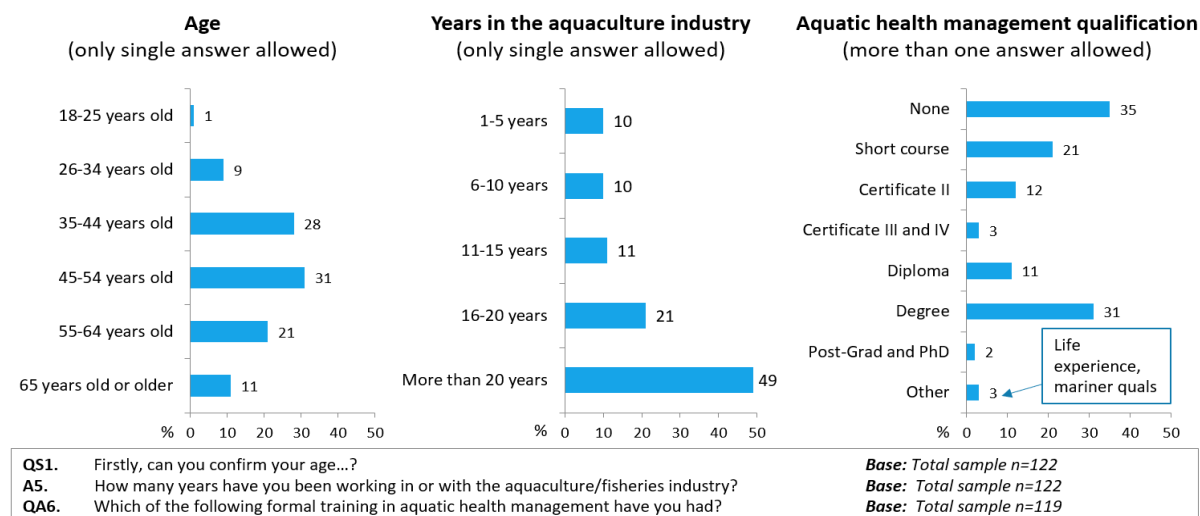 Age
(only single answer allowed)
18-25 years old 1
26-34 years old 9
35-44 years old 28
45-54 years old 31
55-64 years old 21
65 years old or older 11
% 0 10 20 30 40 50
Years in the aquaculture industry
(only single answer allowed)
1-5 years 10
6-10 years 10
11-15 years 11
16-20 years 21
More than 20 years 49
% 0 10 20 30 40 50
Aquatic health management qualification
(more than one answer allowed)
None 35
Short course 21
Certificate II 12
Certificate III and IV 3
Diploma 11
Degree 31
Post-Grad and PhD 2
Other 3
Life
experience,
mariner quals
% 0 10 20 30 40 50
QS1. Firstly, can you confirm your age…? Base: Total sample n=122
A5. How many years have you been working in or with the aquaculture/fisheries industry? Base: Total sample n=122
QA6. Which of the following formal training in aquatic health management have you had? Base: Total sample n=119